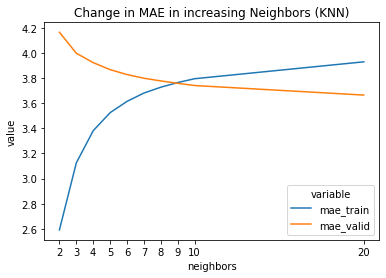 Change in MAE in increasing Neighbors (KNN)
4.2
4.0
3.8
3.6
3.4
3.2
3.0
2.8
2.6
value
variable
mae_train
mae_valid
2 3 4 5 6 7 8 9 10 20
neighbors